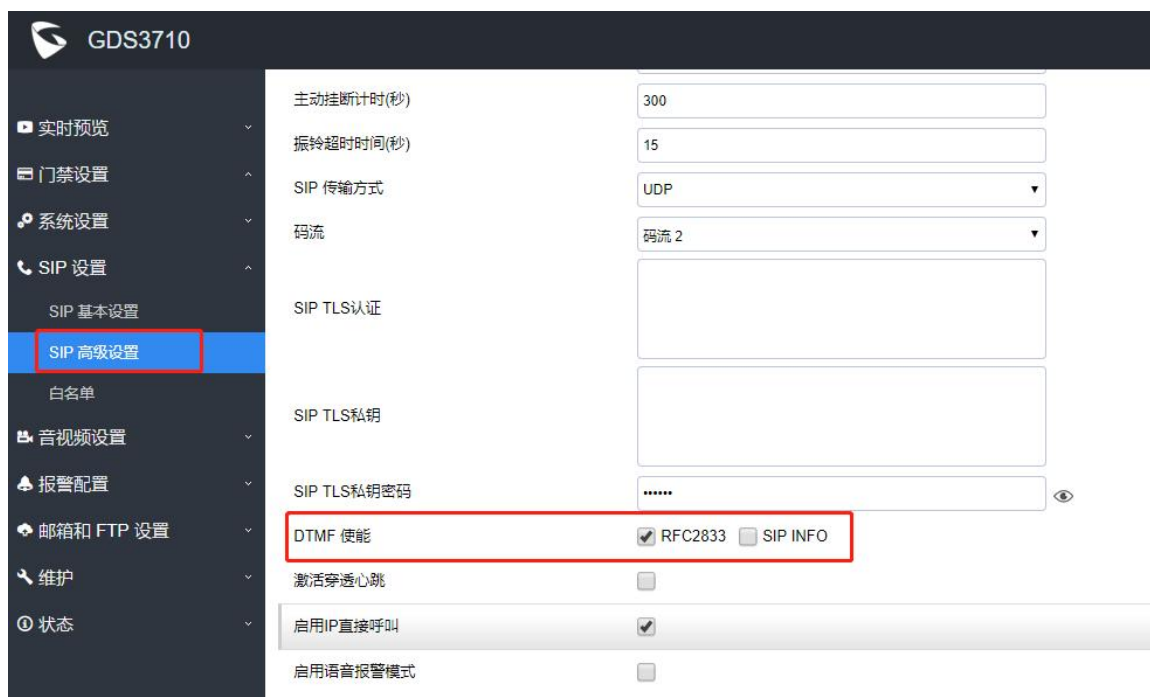 GDS3710
实时预览
门禁设置
系统设置
SIP 设置
SIP 基本设置
SIP 高级设置
白名单
音视频设置
报警配置
邮箱和 FTP 设置
维护
状态
主动挂断计时(秒) 300
振铃超时时间(秒) 15
SIP 传输方式 UDP
码流 码流 2
SIP TLS认证
SIP TLS私钥
SIP TLS私钥密码 ••••••
DTMF 使能 RFC2833 SIP INFO
激活穿透心跳
启用IP直接呼叫
启用语音报警模式